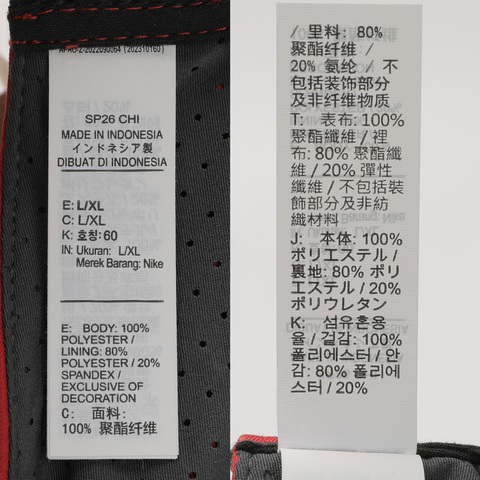 SP26 CHI
MADE IN INDONESIA
インドネシア製
DIBUAT DI INDONESIA
E: L/XL
C: L/XL
K: 호칭: 60
IN: Ukuran: L/XL
Merek Barang: Nike
E: BODY: 100%
POLYESTER /
LINING: 80%
POLYESTER / 20%
SPANDEX /
EXCLUSIVE OF
DECORATION
C: 面料:
100% 聚酯纤维
/ 里料: 80%
聚酯纤维 /
20% 氨纶 / 不
包括装饰部分
及非纤维物质
T: 表布: 100%
聚酯纖維 / 裡
布: 80% 聚酯纖
維 / 20% 彈性
纖維 / 不包括裝
飾部分及非紡
織材料
J: 本体: 100%
ポリエステル /
裏地: 80% ポリ
エステル / 20%
ポリウレタン
K: 섬유혼용
율 / 겉감: 100%
폴리에스터 / 안
감: 80% 폴리에
스터 / 20%